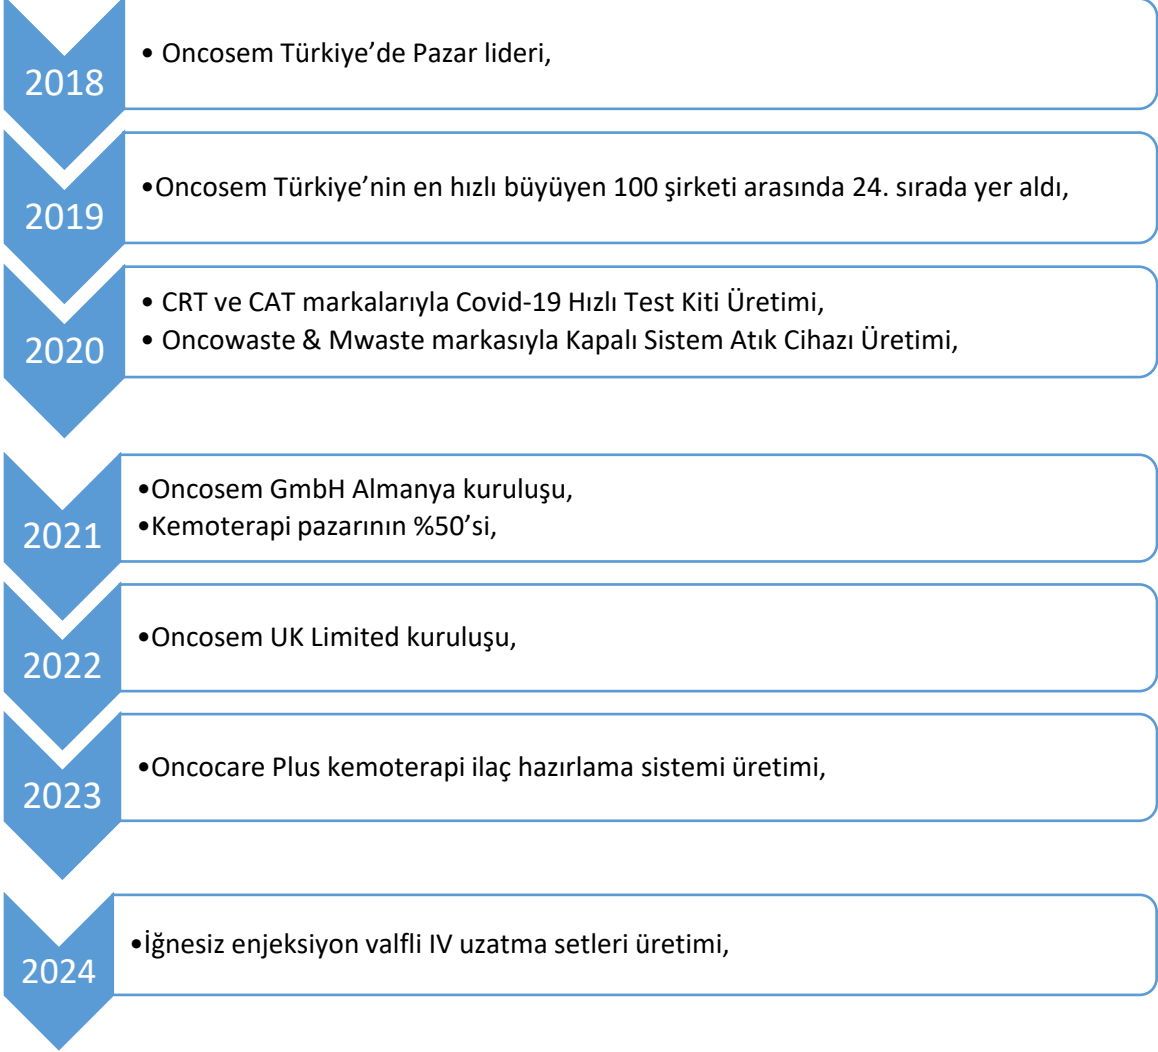 2018
• Oncosem Türkiye’de Pazar lideri,
2019
•Oncosem Türkiye’nin en hızlı büyüyen 100 şirketi arasında 24. sırada yer aldı,
2020
• CRT ve CAT markalarıyla Covid-19 Hızlı Test Kiti Üretimi,
• Oncowaste & Mwaste markasıyla Kapalı Sistem Atık Cihazı Üretimi,
2021
•Oncosem GmbH Almanya kuruluşu,
•Kemoterapi pazarının %50’si,
2022
•Oncosem UK Limited kuruluşu,
2023
•Oncocare Plus kemoterapi ilaç hazırlama sistemi üretimi,
2024
•İğnesiz enjeksiyon valfli IV uzatma setleri üretimi,